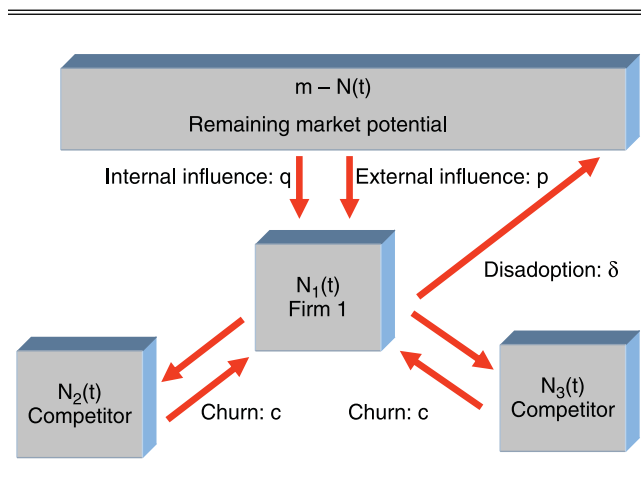 m – N(t)
Remaining market potential
Internal influence: q
External influence: p
Disadoption: δ
N₁(t)
Firm 1
N₂(t)
Competitor
Churn: c
Churn: c
N₃(t)
Competitor